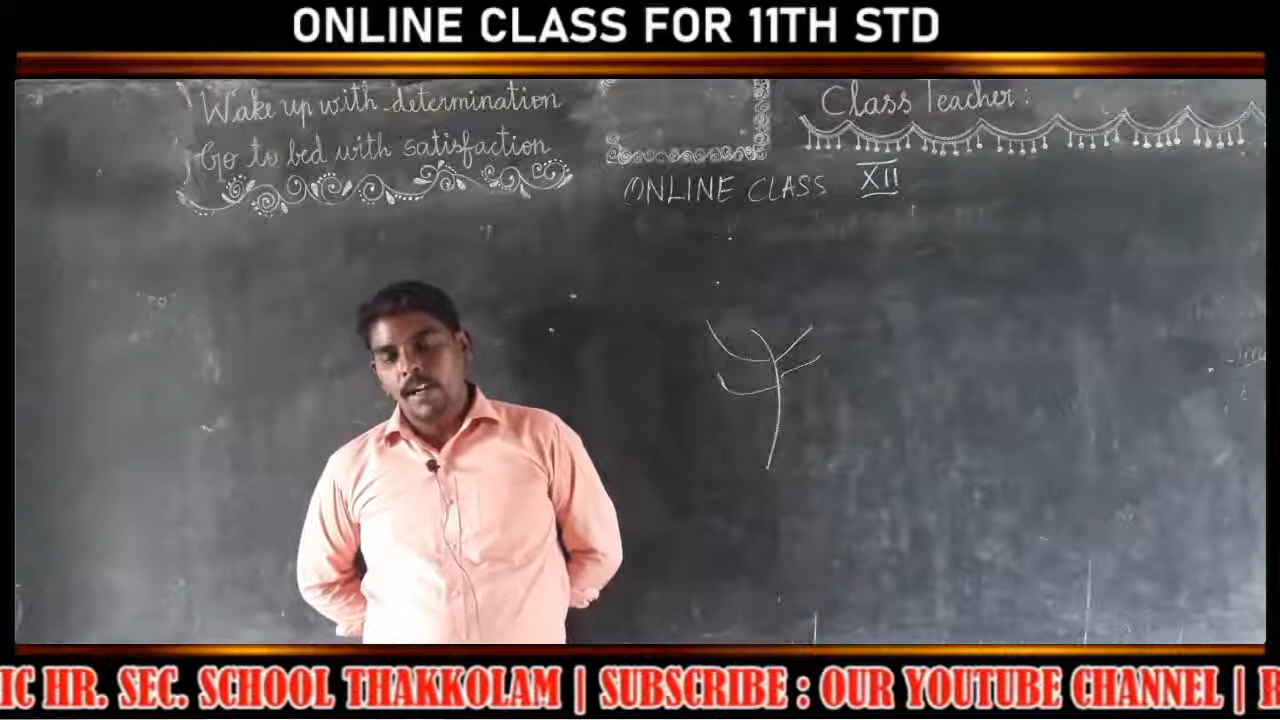 ONLINE CLASS FOR 11TH STD
Wake up with determination
Go to bed with satisfaction
Class Teacher:
ONLINE CLASS XII
IC HR. SEC. SCHOOL THAKKOLAM | SUBSCRIBE : OUR YOUTUBE CHANNEL |